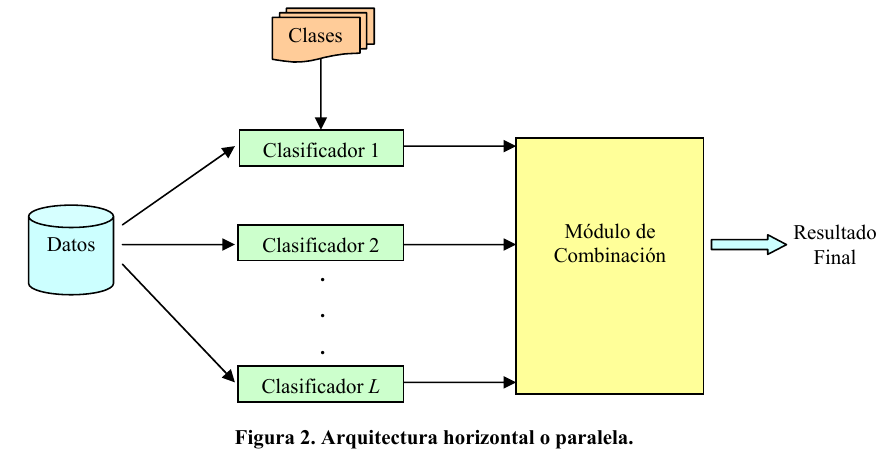 Clases
Clasificador 1
Datos
Clasificador 2
Módulo de
Combinación
Resultado
Final
.
.
.
Clasificador L
Figura 2. Arquitectura horizontal o paralela.